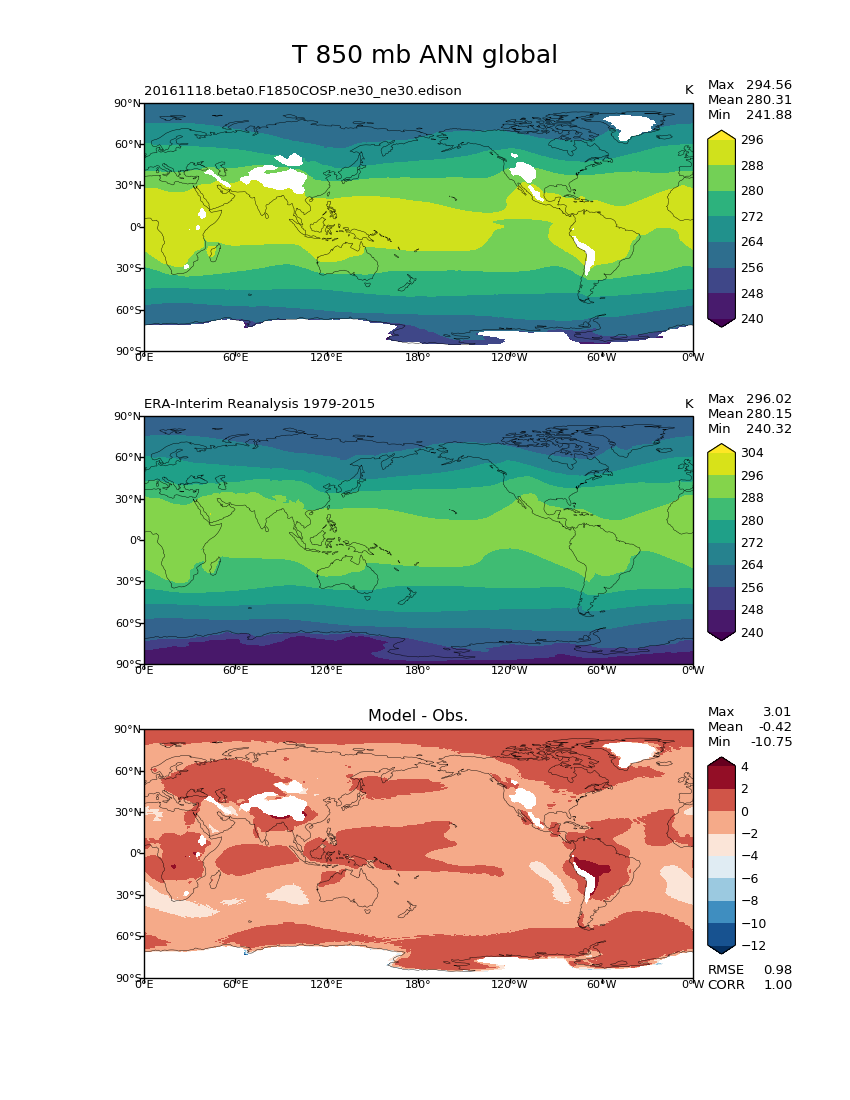 T 850 mb ANN global
20161118.beta0.F1850COSP.ne30_ne30.edison K
Max 294.56
Mean 280.31
Min 241.88
90°N
60°N
30°N
0°
30°S
60°S
90°S
0°E 60°E 120°E 180° 120°W 60°W 0°W
296
288
280
272
264
256
248
240
ERA-Interim Reanalysis 1979-2015 K
Max 296.02
Mean 280.15
Min 240.32
90°N
60°N
30°N
0°
30°S
60°S
90°S
0°E 60°E 120°E 180° 120°W 60°W 0°W
304
296
288
280
272
264
256
248
240
Model - Obs.
Max 3.01
Mean -0.42
Min -10.75
90°N
60°N
30°N
0°
30°S
60°S
90°S
0°E 60°E 120°E 180° 120°W 60°W 0°W
4
2
0
−2
−4
−6
−8
−10
−12
RMSE 0.98
CORR 1.00